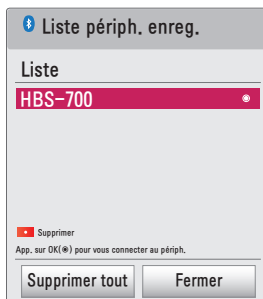 Liste périph. enreg.
Liste
HBS-700
Supprimer
App. sur OK(◉) pour vous connecter au périph.
Supprimer tout
Fermer